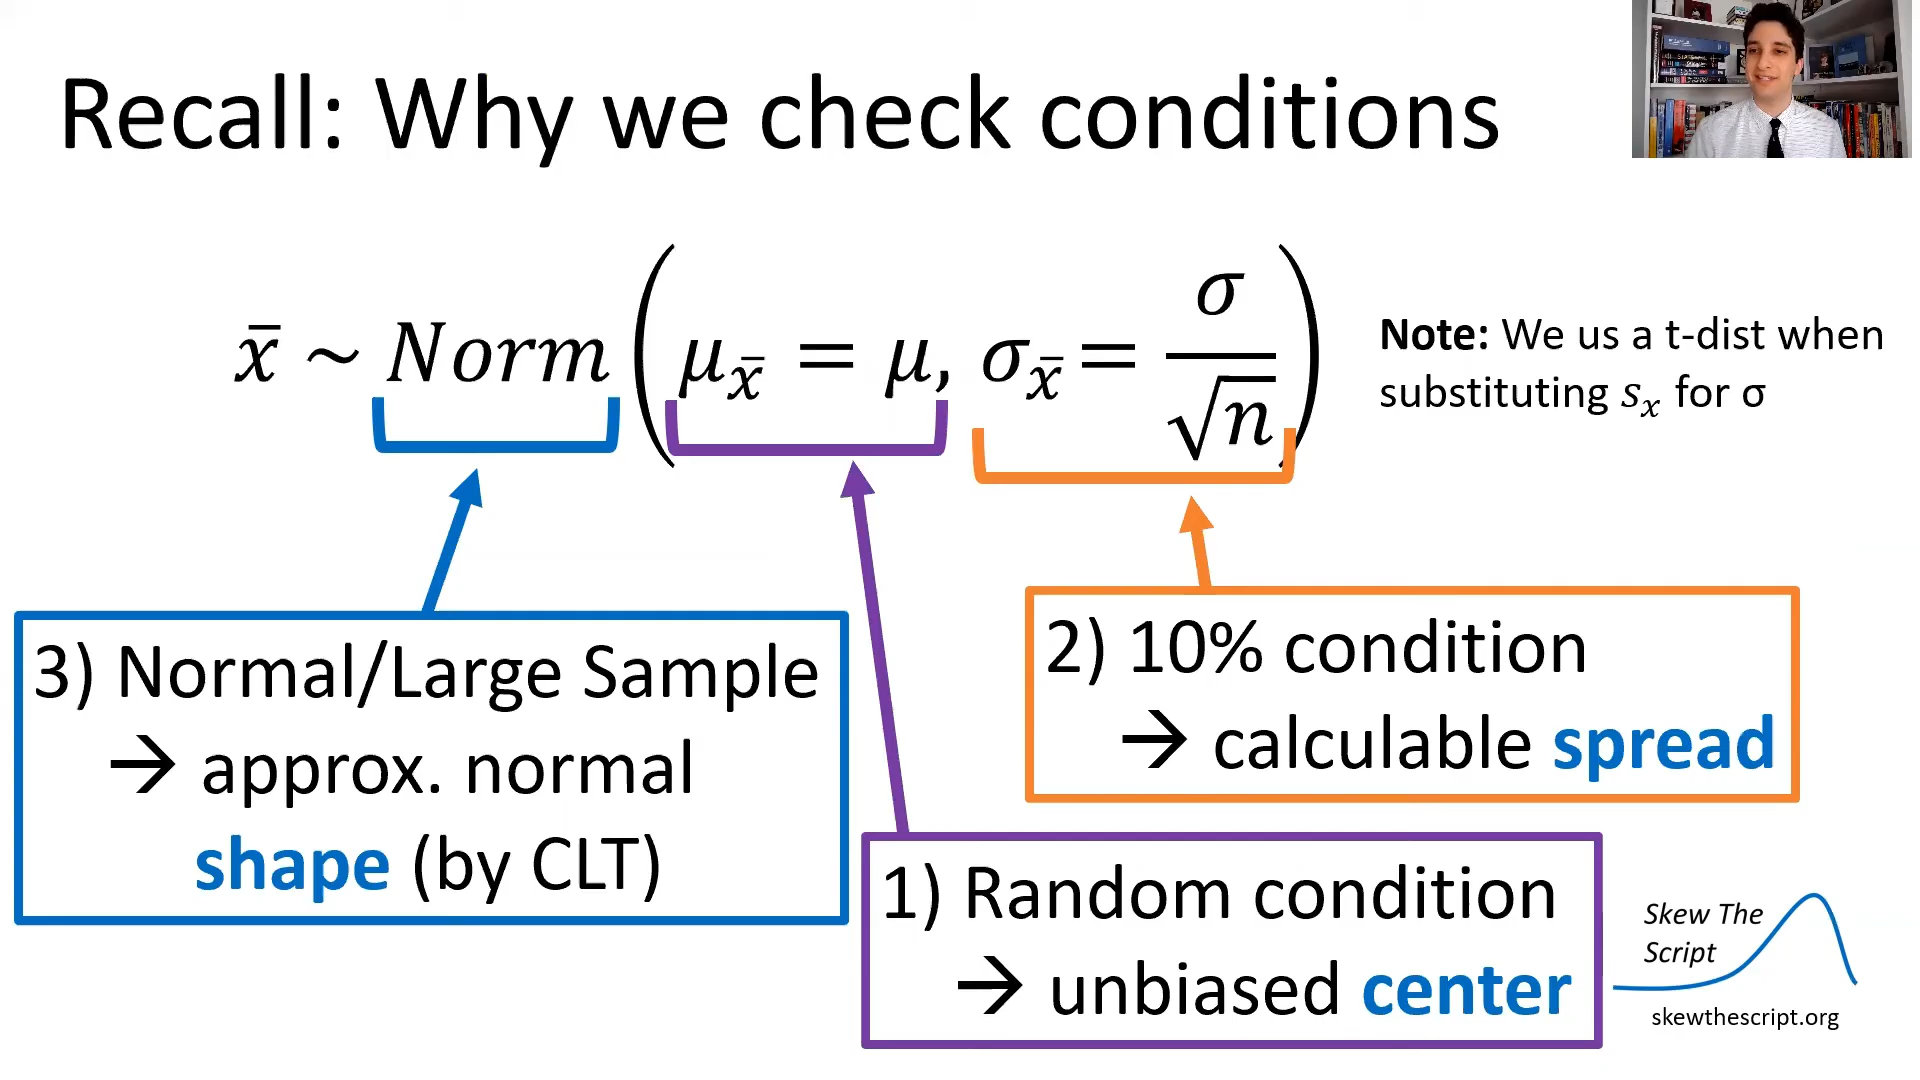 Recall: Why we check conditions
x̄ ~ Norm(μ_x̄ = μ, σ_x̄ = σ/√n)
Note: We us a t-dist when
substituting sₓ for σ
3) Normal/Large Sample
→ approx. normal
shape (by CLT)
2) 10% condition
→ calculable spread
1) Random condition
→ unbiased center
Skew The
Script
skewthescript.org